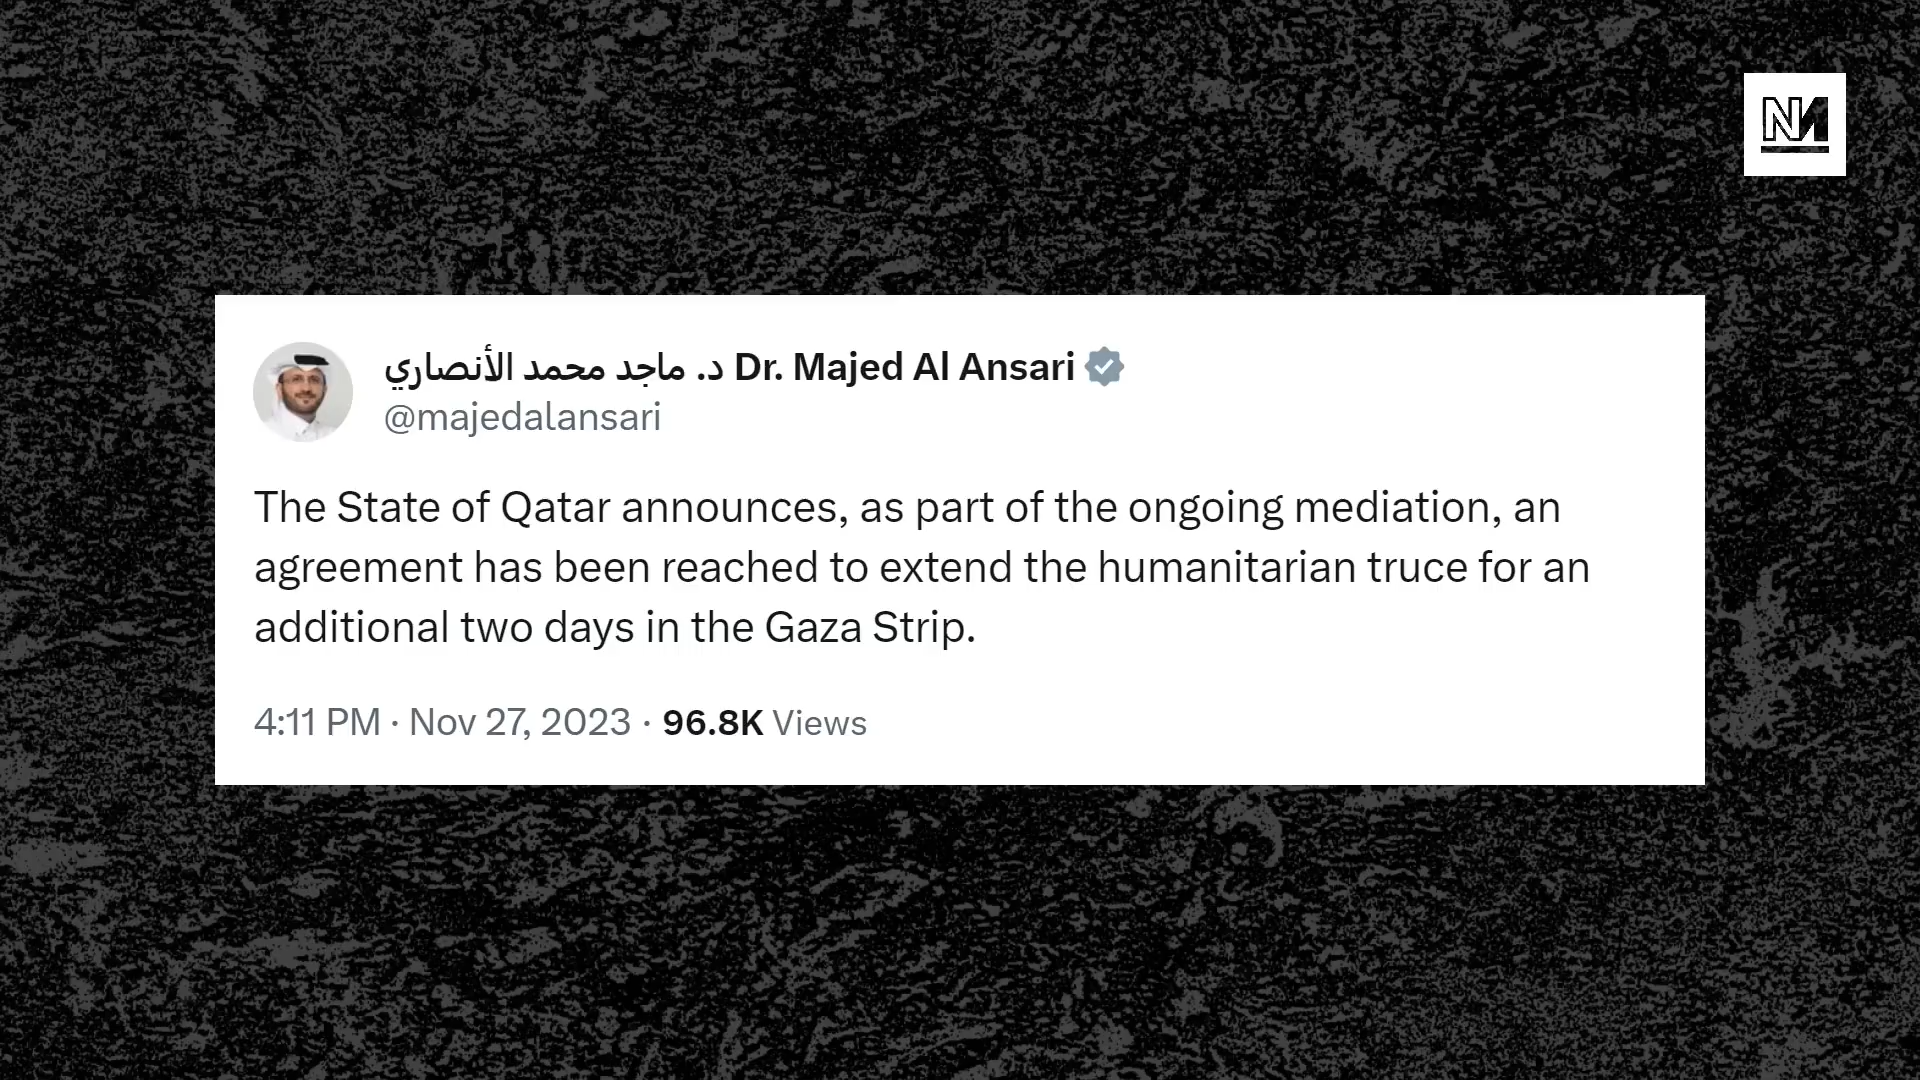 NM
د. ماجد محمد الأنصاري Dr. Majed Al Ansari
@majedalansari
The State of Qatar announces, as part of the ongoing mediation, an
agreement has been reached to extend the humanitarian truce for an
additional two days in the Gaza Strip.
4:11 PM · Nov 27, 2023 · 96.8K Views